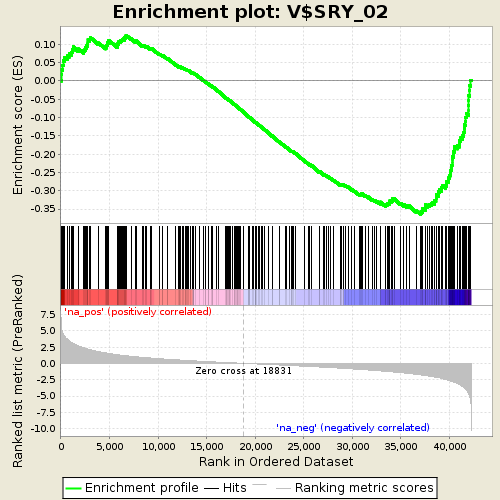 Enrichment plot: V$SRY_02
Enrichment score (ES)
0.10
0.05
0.00
-0.05
-0.10
-0.15
-0.20
-0.25
-0.30
-0.35
'na_pos' (positively correlated)
Ranked list metric (PreRanked)
7.5
5.0
2.5
0.0
-2.5
-5.0
-7.5
-10.0
Zero cross at 18831
'na_neg' (negatively correlated)
0
5,000
10,000
15,000
20,000
25,000
30,000
35,000
40,000
Rank in Ordered Dataset
Enrichment profile
Hits
Ranking metric scores